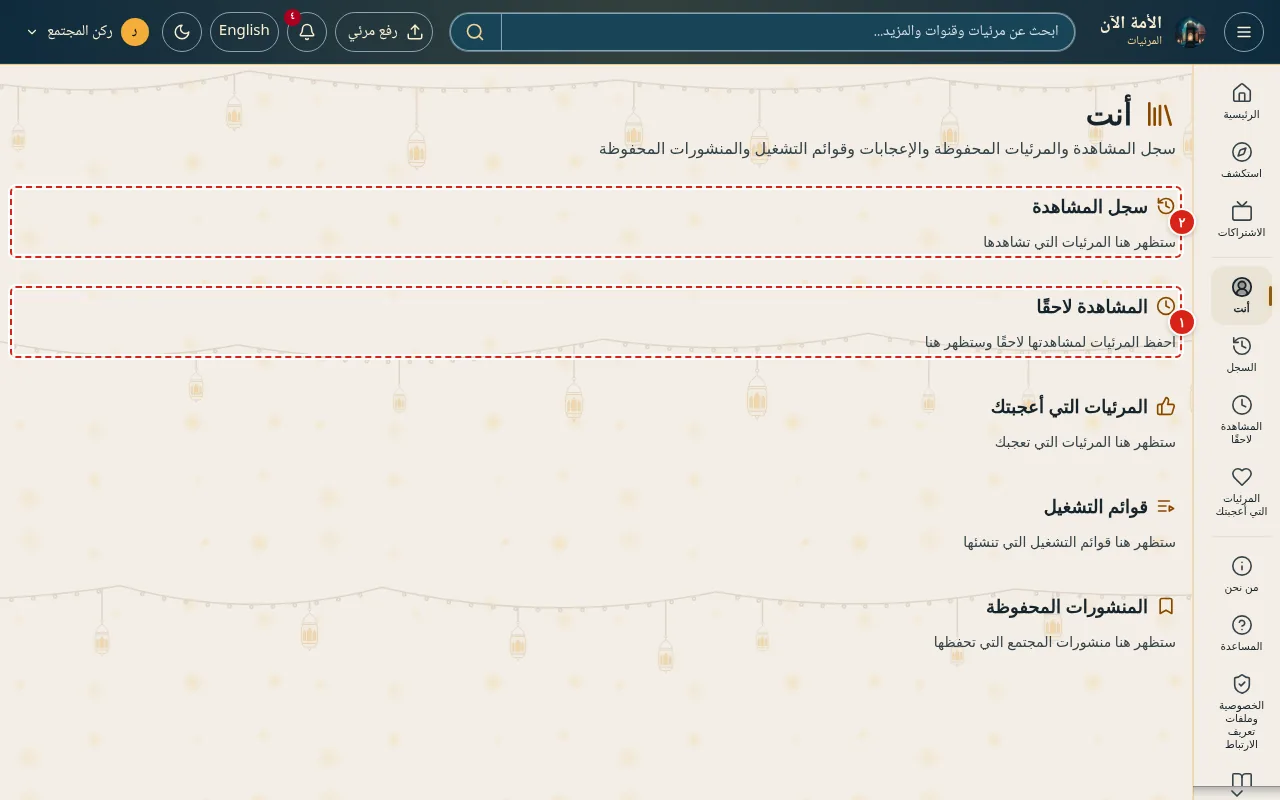 الأمة الآن
المرئيات
ابحث عن مرئيات وقنوات والمزيد...
رفع مرئي
٤
English
ر
ركن المجتمع
الرئيسية
استكشف
الاشتراكات
أنت
السجل
المشاهدة
لاحقًا
المرئيات
التي أعجبتك
من نحن
المساعدة
الخصوصية
وملفات
تعريف
الارتباط
أنت
سجل المشاهدة والمرئيات المحفوظة والإعجابات وقوائم التشغيل والمنشورات المحفوظة
سجل المشاهدة
٢
ستظهر هنا المرئيات التي تشاهدها
المشاهدة لاحقًا
١
احفظ المرئيات لمشاهدتها لاحقًا وستظهر هنا
المرئيات التي أعجبتك
ستظهر هنا المرئيات التي تعجبك
قوائم التشغيل
ستظهر هنا قوائم التشغيل التي تنشئها
المنشورات المحفوظة
ستظهر هنا منشورات المجتمع التي تحفظها